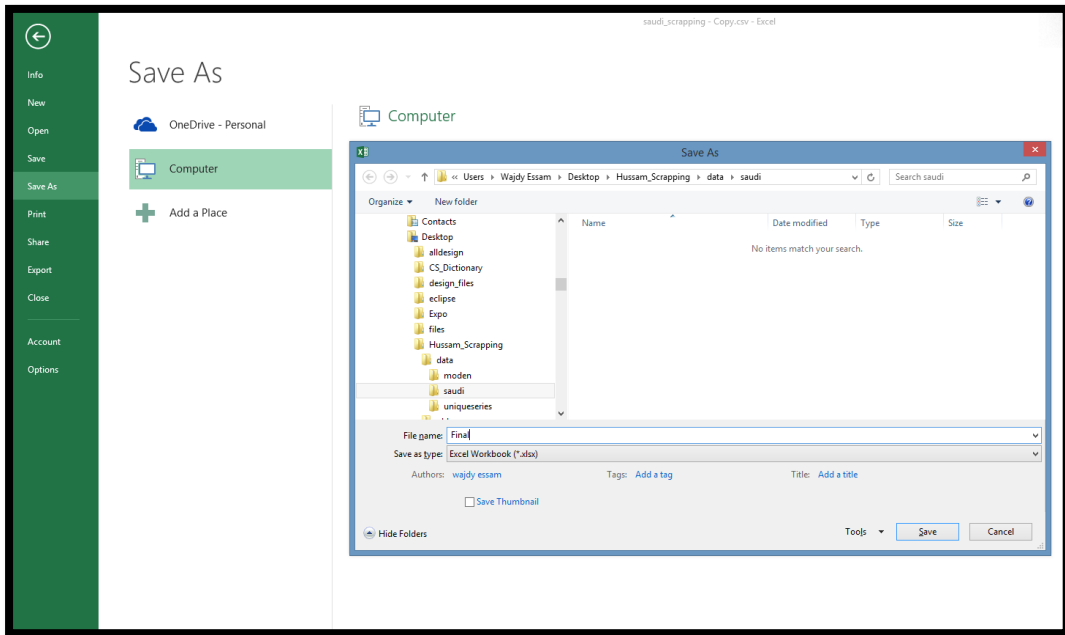 saudi_scrapping - Copy.csv - Excel
Info
New
Open
Save
Save As
Print
Share
Export
Close
Account
Options
Save As
OneDrive - Personal
Computer
Add a Place
Computer
Save As
« Users Wajdy Essam Desktop Hussam_Scrapping data saudi
Search saudi
Organize New folder
Contacts
Desktop
alldesign
CS_Dictionary
design_files
eclipse
Expo
files
Hussam_Scrapping
data
moden
saudi
uniqueseries
Name Date modified Type Size
No items match your search.
File name: Final
Save as type: Excel Workbook (*.xlsx)
Authors: wajdy essam Tags: Add a tag Title: Add a title
Save Thumbnail
Hide Folders Tools Save Cancel